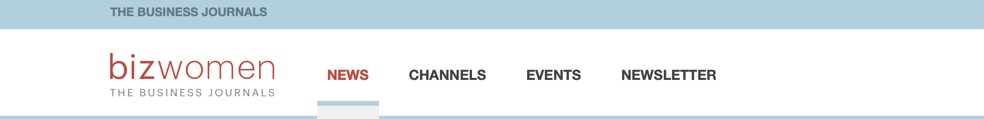 THE BUSINESS JOURNALS
bizwomen
THE BUSINESS JOURNALS
NEWS CHANNELS EVENTS NEWSLETTER